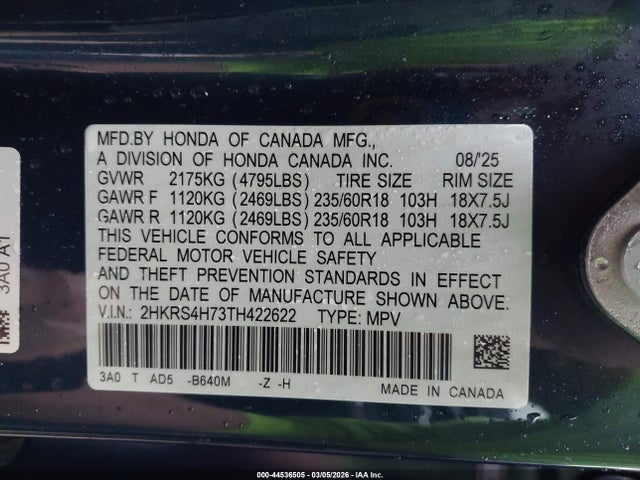 MFD.BY HONDA OF CANADA MFG.,
A DIVISION OF HONDA CANADA INC. 08/'25
GVWR 2175KG (4795LBS) TIRE SIZE RIM SIZE
GAWR F 1120KG (2469LBS) 235/60R18 103H 18X7.5J
GAWR R 1120KG (2469LBS) 235/60R18 103H 18X7.5J
THIS VEHICLE CONFORMS TO ALL APPLICABLE
FEDERAL MOTOR VEHICLE SAFETY
AND THEFT PREVENTION STANDARDS IN EFFECT
ON THE DATE OF MANUFACTURE SHOWN ABOVE.
V.I.N.: 2HKRS4H73TH422622 TYPE: MPV
3A0 T AD5 -B640M -Z -H
MADE IN CANADA
3A0 A1
000-44536505 - 03/05/2026 - IAA Inc.